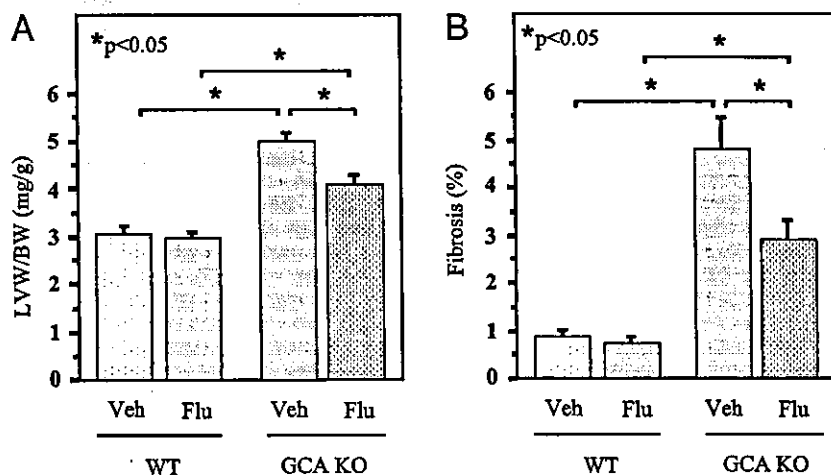 A
*p<0.05
*
*
*
6
5
4
3
2
1
0
LVW/BW (mg/g)
Veh Flu Veh Flu
WT GCA KO
B
*p<0.05
*
*
*
6
5
4
3
2
1
0
Fibrosis (%)
Veh Flu Veh Flu
WT GCA KO